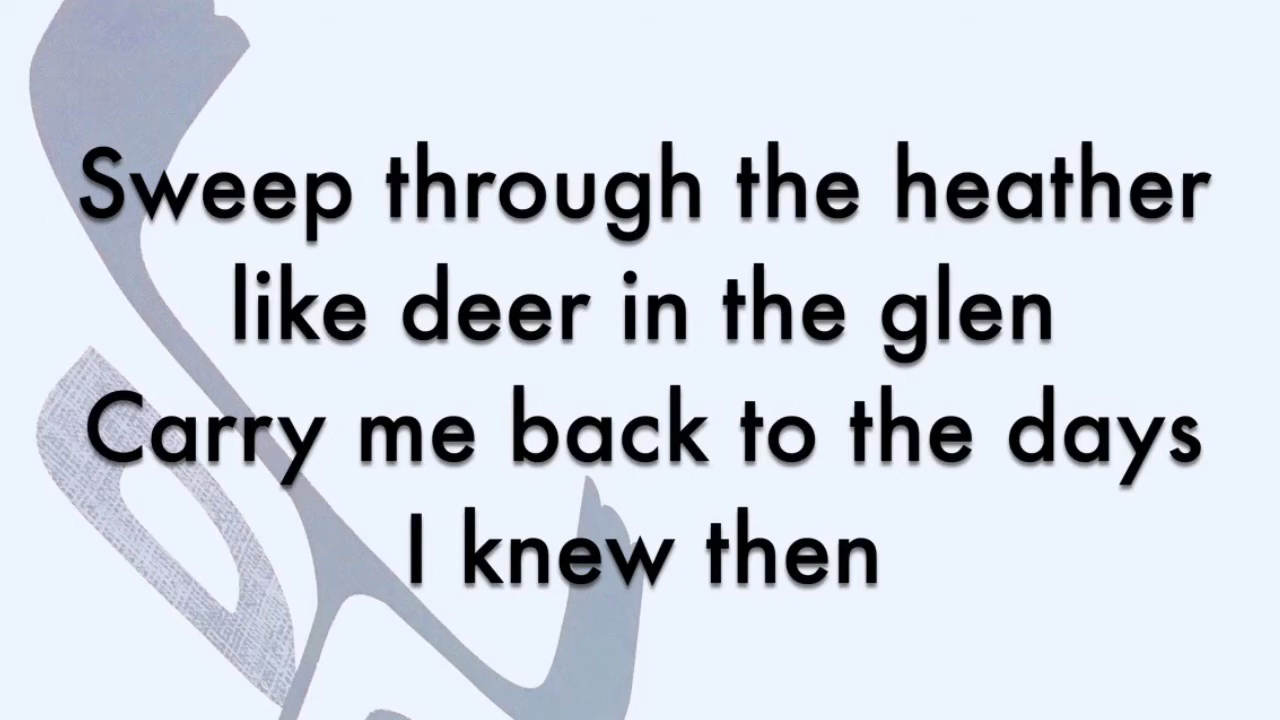 Sweep through the heather
like deer in the glen
Carry me back to the days
I knew then